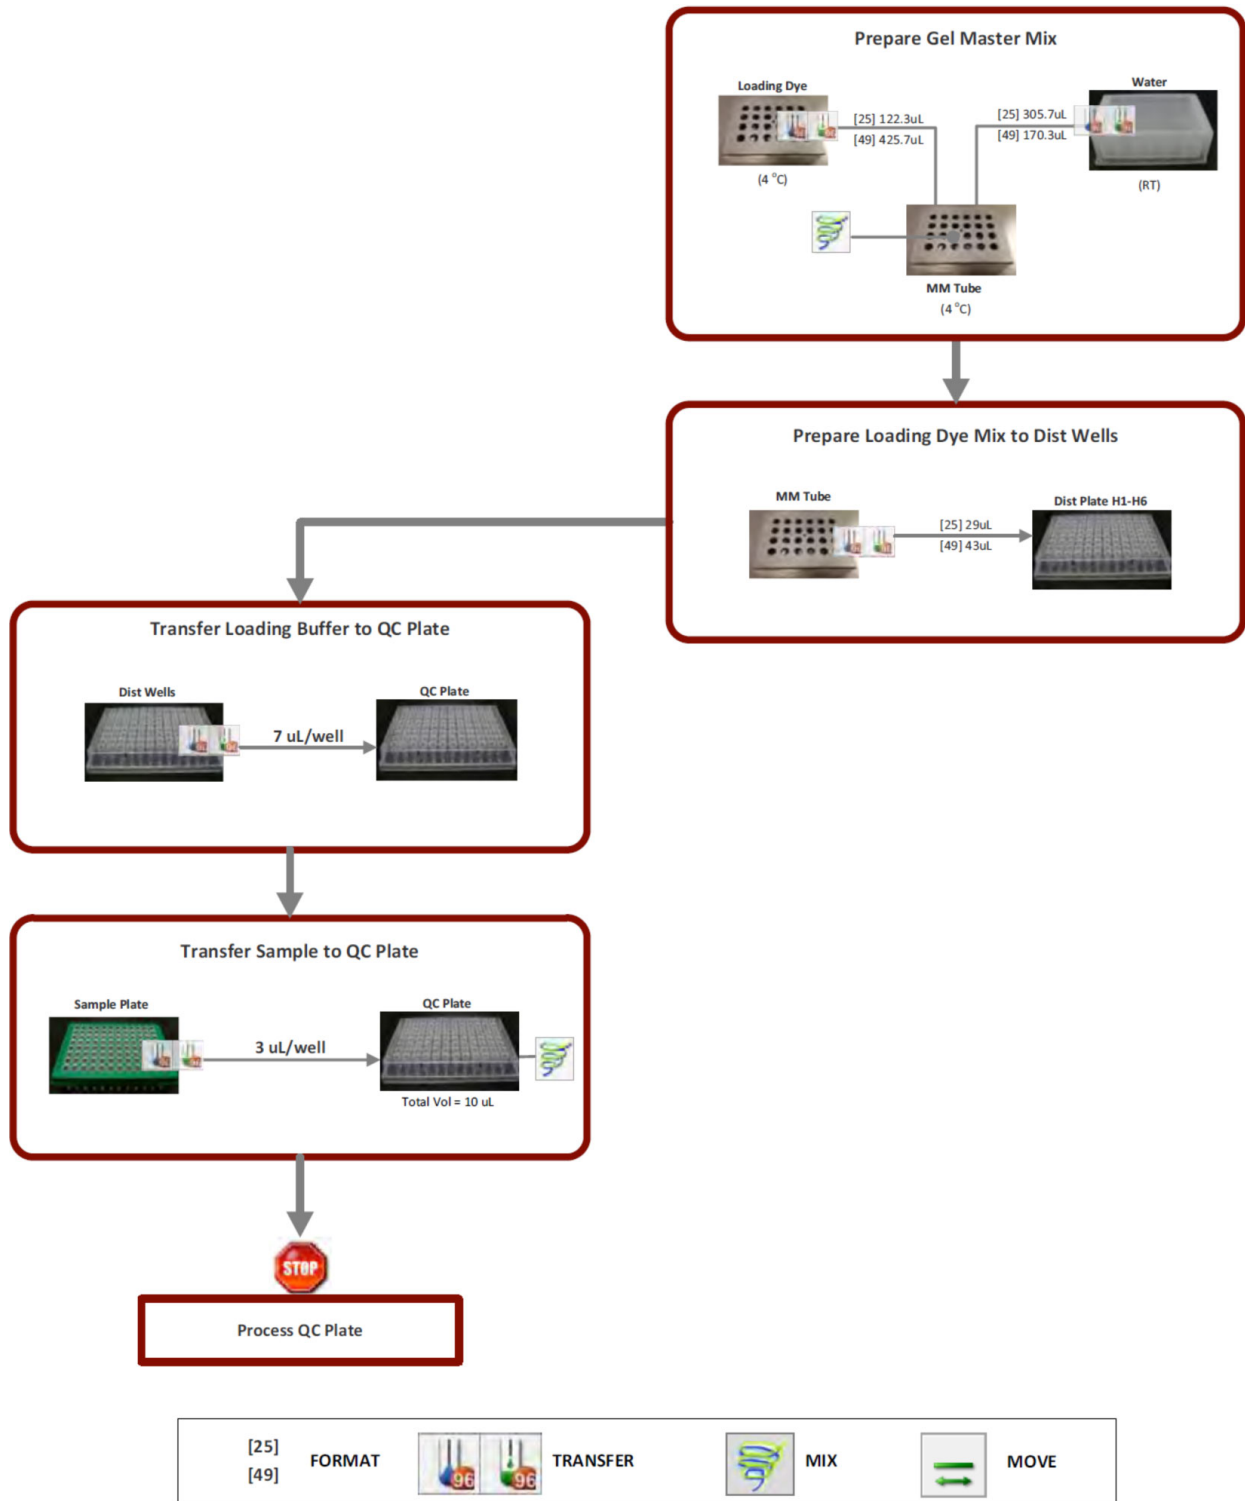 Prepare Gel Master Mix
Loading Dye
Water
[25] 122.3uL
[49] 425.7uL
[25] 305.7uL
[49] 170.3uL
(4 °C)
(RT)
MM Tube
(4 °C)
Prepare Loading Dye Mix to Dist Wells
MM Tube
Dist Plate H1-H6
[25] 29uL
[49] 43uL
Transfer Loading Buffer to QC Plate
Dist Wells
QC Plate
7 uL/well
Transfer Sample to QC Plate
Sample Plate
QC Plate
3 uL/well
Total Vol = 10 uL
STOP
Process QC Plate
[25]
[49]
FORMAT
96
96
TRANSFER
MIX
MOVE